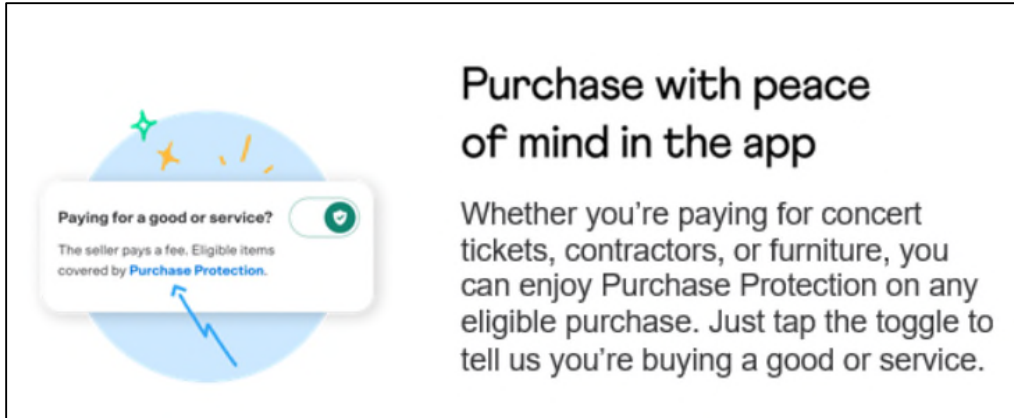 Purchase with peace
of mind in the app
Paying for a good or service?
The seller pays a fee. Eligible items
covered by Purchase Protection.
Whether you're paying for concert
tickets, contractors, or furniture, you
can enjoy Purchase Protection on any
eligible purchase. Just tap the toggle to
tell us you're buying a good or service.